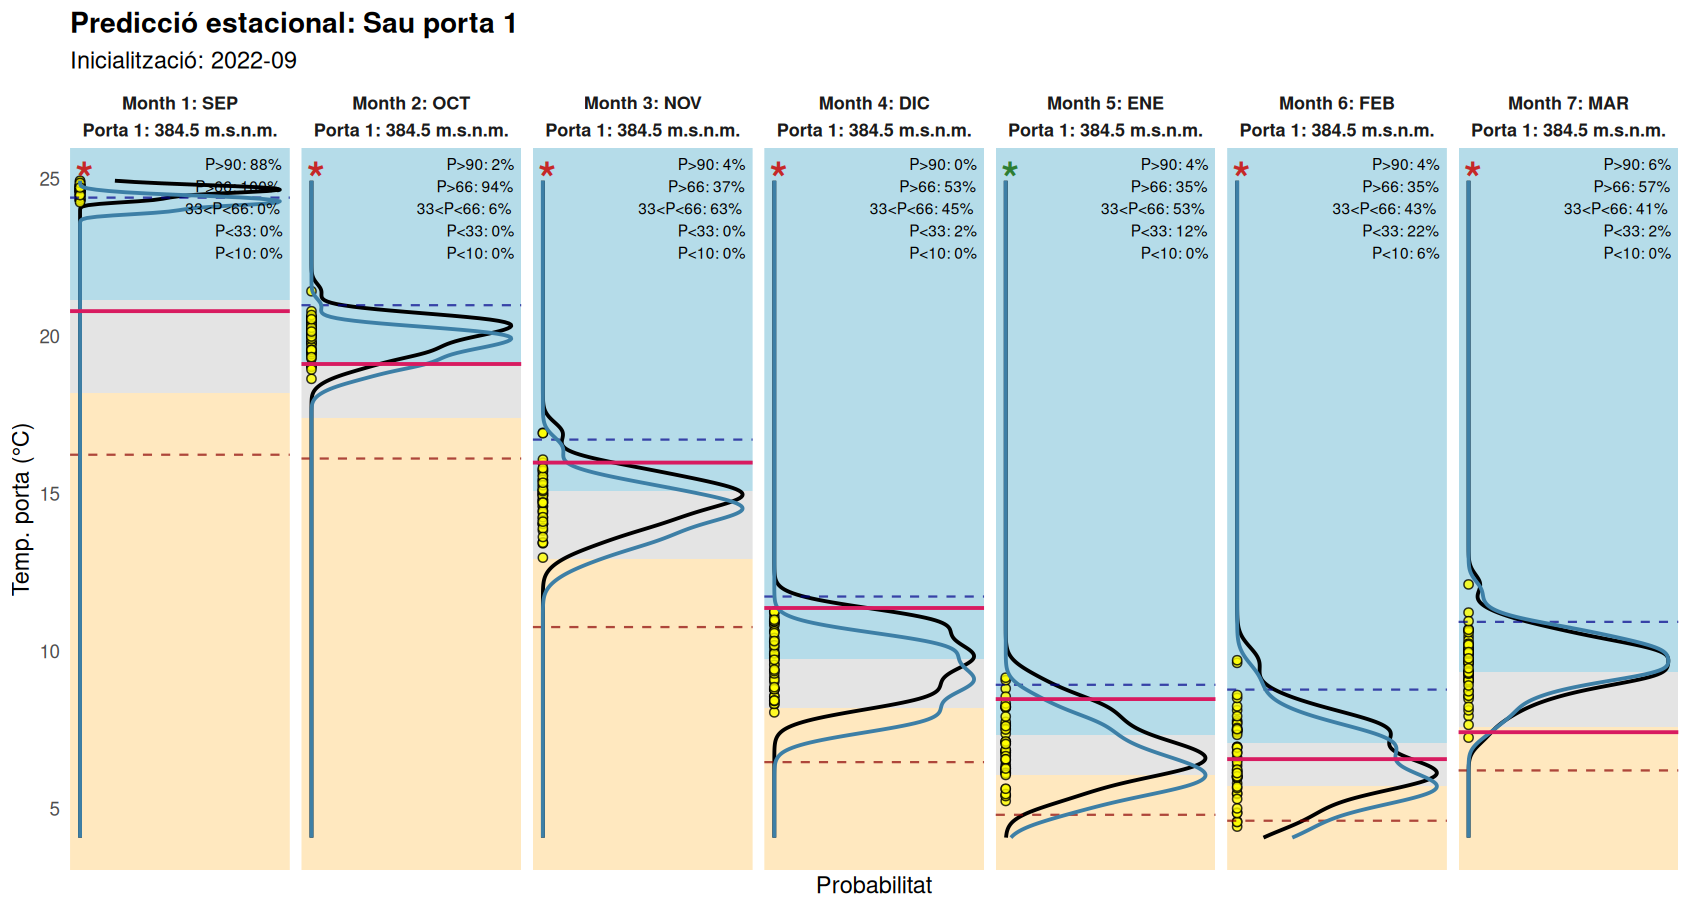 Predicció estacional: Sau porta 1
Inicialització: 2022-09
Month 1: SEP
Porta 1: 384.5 m.s.n.m.
Month 2: OCT
Porta 1: 384.5 m.s.n.m.
Month 3: NOV
Porta 1: 384.5 m.s.n.m.
Month 4: DIC
Porta 1: 384.5 m.s.n.m.
Month 5: ENE
Porta 1: 384.5 m.s.n.m.
Month 6: FEB
Porta 1: 384.5 m.s.n.m.
Month 7: MAR
Porta 1: 384.5 m.s.n.m.
Temp. porta (°C)
25
20
15
10
5
*
P>90: 88%
P>66: 100%
33<P<66: 0%
P<33: 0%
P<10: 0%
*
P>90: 2%
P>66: 94%
33<P<66: 6%
P<33: 0%
P<10: 0%
*
P>90: 4%
P>66: 37%
33<P<66: 63%
P<33: 0%
P<10: 0%
*
P>90: 0%
P>66: 53%
33<P<66: 45%
P<33: 2%
P<10: 0%
*
P>90: 4%
P>66: 35%
33<P<66: 53%
P<33: 12%
P<10: 0%
*
P>90: 4%
P>66: 35%
33<P<66: 43%
P<33: 22%
P<10: 6%
*
P>90: 6%
P>66: 57%
33<P<66: 41%
P<33: 2%
P<10: 0%
Probabilitat